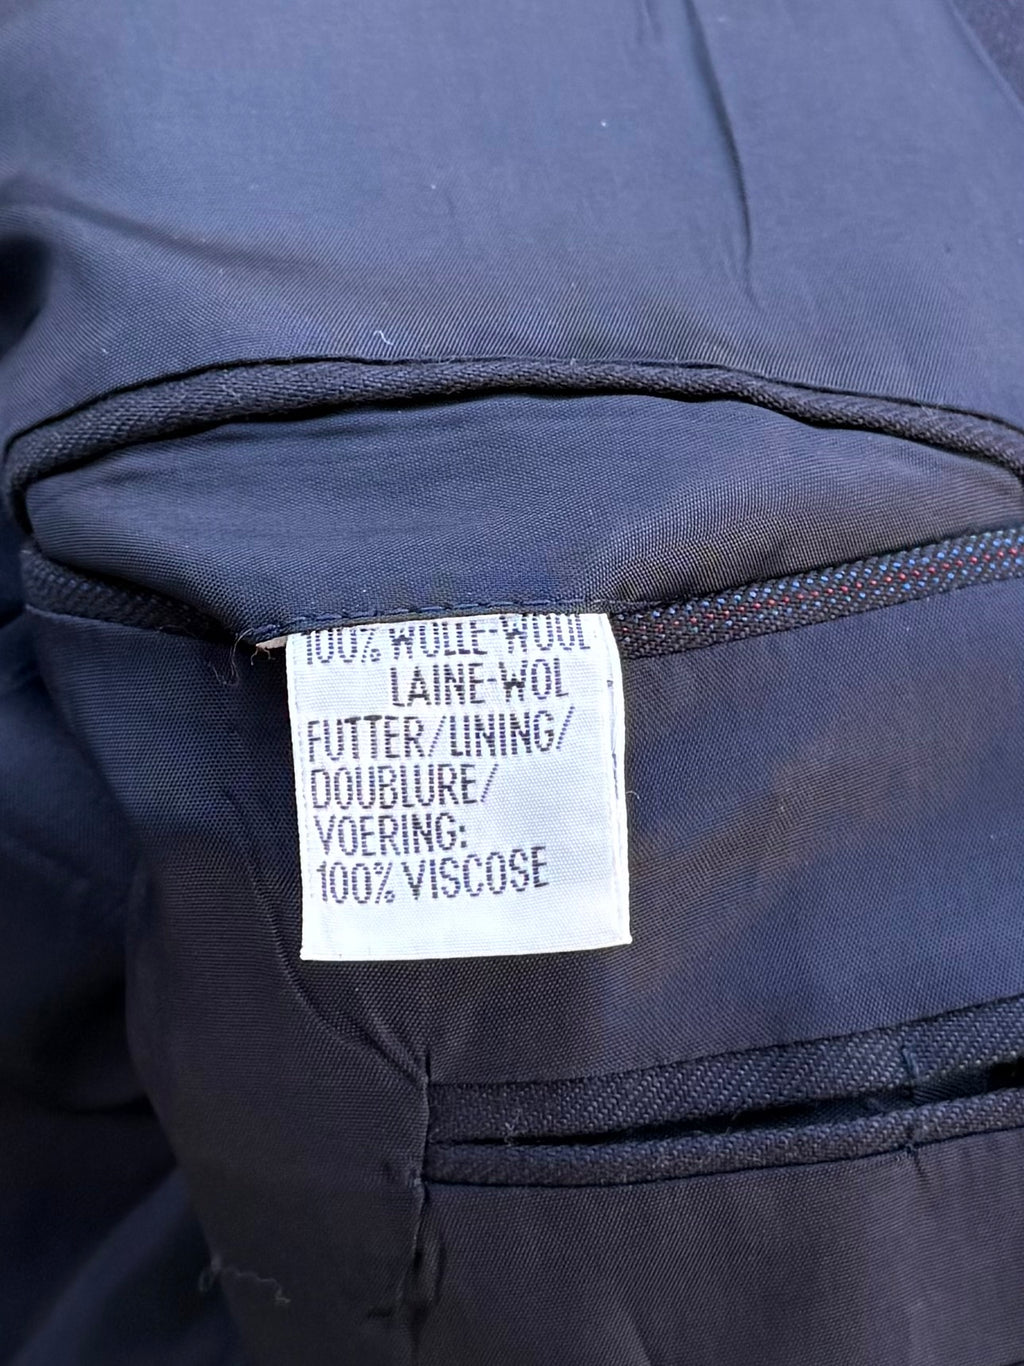 100% WOLLE-WOOL
LAINE-WOL
FUTTER/LINING/
DOUBLURE/
VOERING:
100% VISCOSE